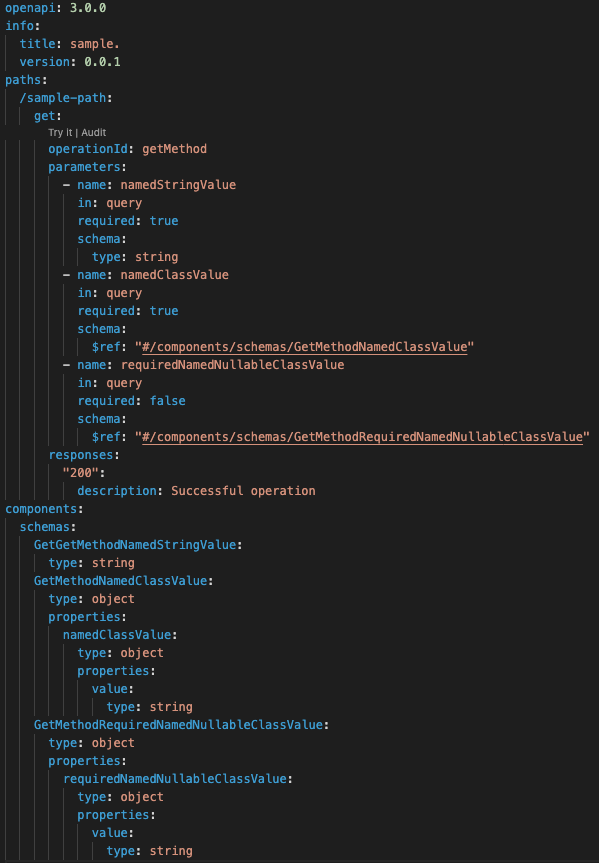 openapi: 3.0.0
info:
  title: sample.
  version: 0.0.1
paths:
  /sample-path:
    get:
      Try it | Audit
      operationId: getMethod
      parameters:
        - name: namedStringValue
          in: query
          required: true
          schema:
            type: string
        - name: namedClassValue
          in: query
          required: true
          schema:
            $ref: "#/components/schemas/GetMethodNamedClassValue"
        - name: requiredNamedNullableClassValue
          in: query
          required: false
          schema:
            $ref: "#/components/schemas/GetMethodRequiredNamedNullableClassValue"
      responses:
        "200":
          description: Successful operation
components:
  schemas:
    GetGetMethodNamedStringValue:
      type: string
    GetMethodNamedClassValue:
      type: object
      properties:
        namedClassValue:
          type: object
          properties:
            value:
              type: string
    GetMethodRequiredNamedNullableClassValue:
      type: object
      properties:
        requiredNamedNullableClassValue:
          type: object
          properties:
            value:
              type: string